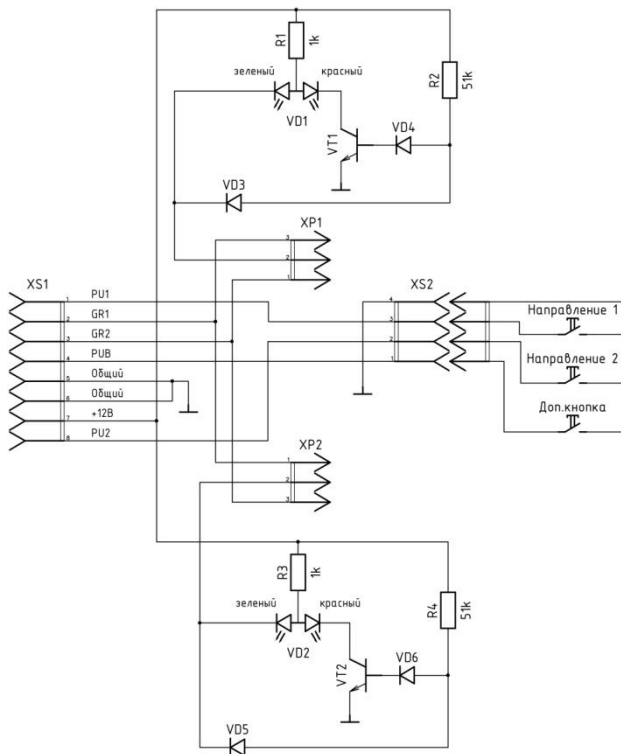 R1
1k
R2
51k
зеленый
красный
VD1
VT1
VD4
VD3
XP1
3
2
1
XS1
1
PU1
2
GR1
3
GR2
4
PUB
5
Общий
6
Общий
7
+12В
8
PU2
XS2
4
3
2
1
Направление 1
Направление 2
Доп.кнопка
XP2
1
2
3
R3
1k
R4
51k
зеленый
красный
VD2
VT2
VD6
VD5